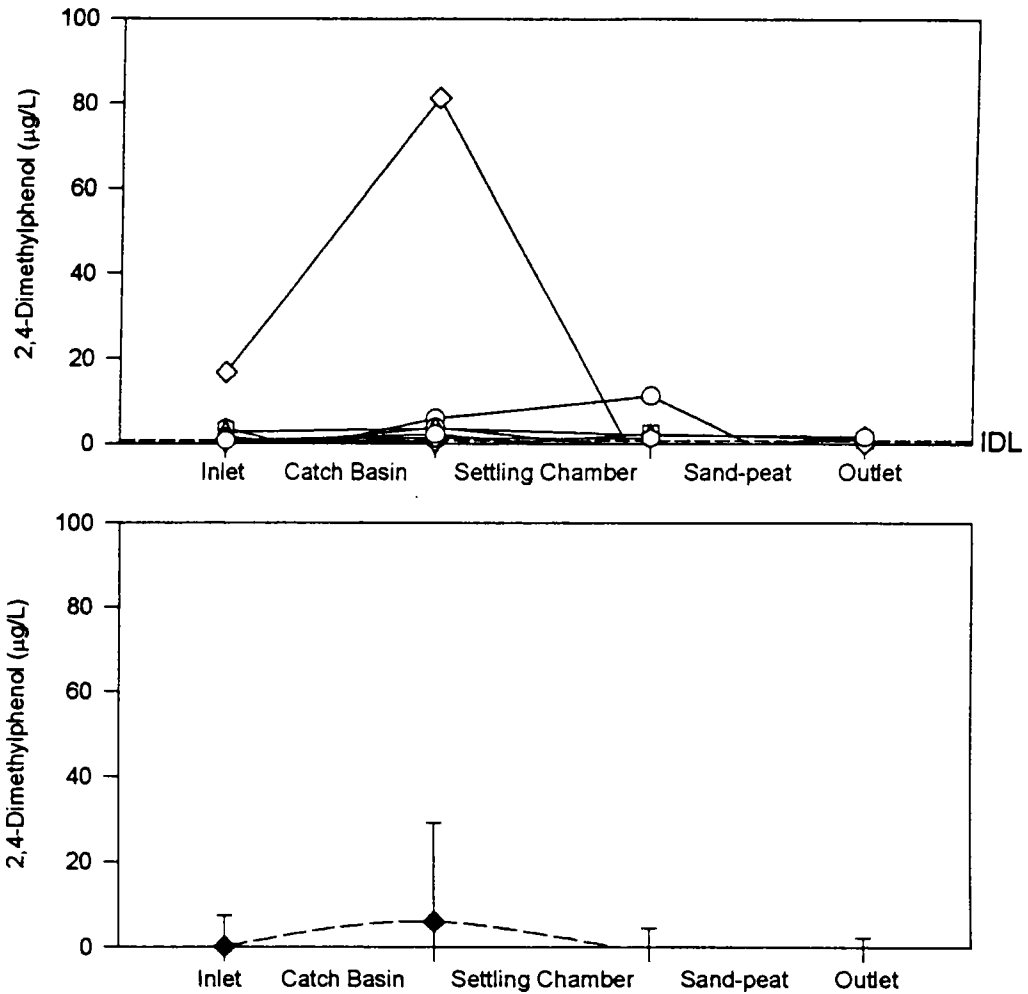 100
80
60
40
20
0
2,4-Dimethylphenol (µg/L)
IDL
Inlet Catch Basin Settling Chamber Sand-peat Outlet
100
80
60
40
20
0
2,4-Dimethylphenol (µg/L)
Inlet Catch Basin Settling Chamber Sand-peat Outlet